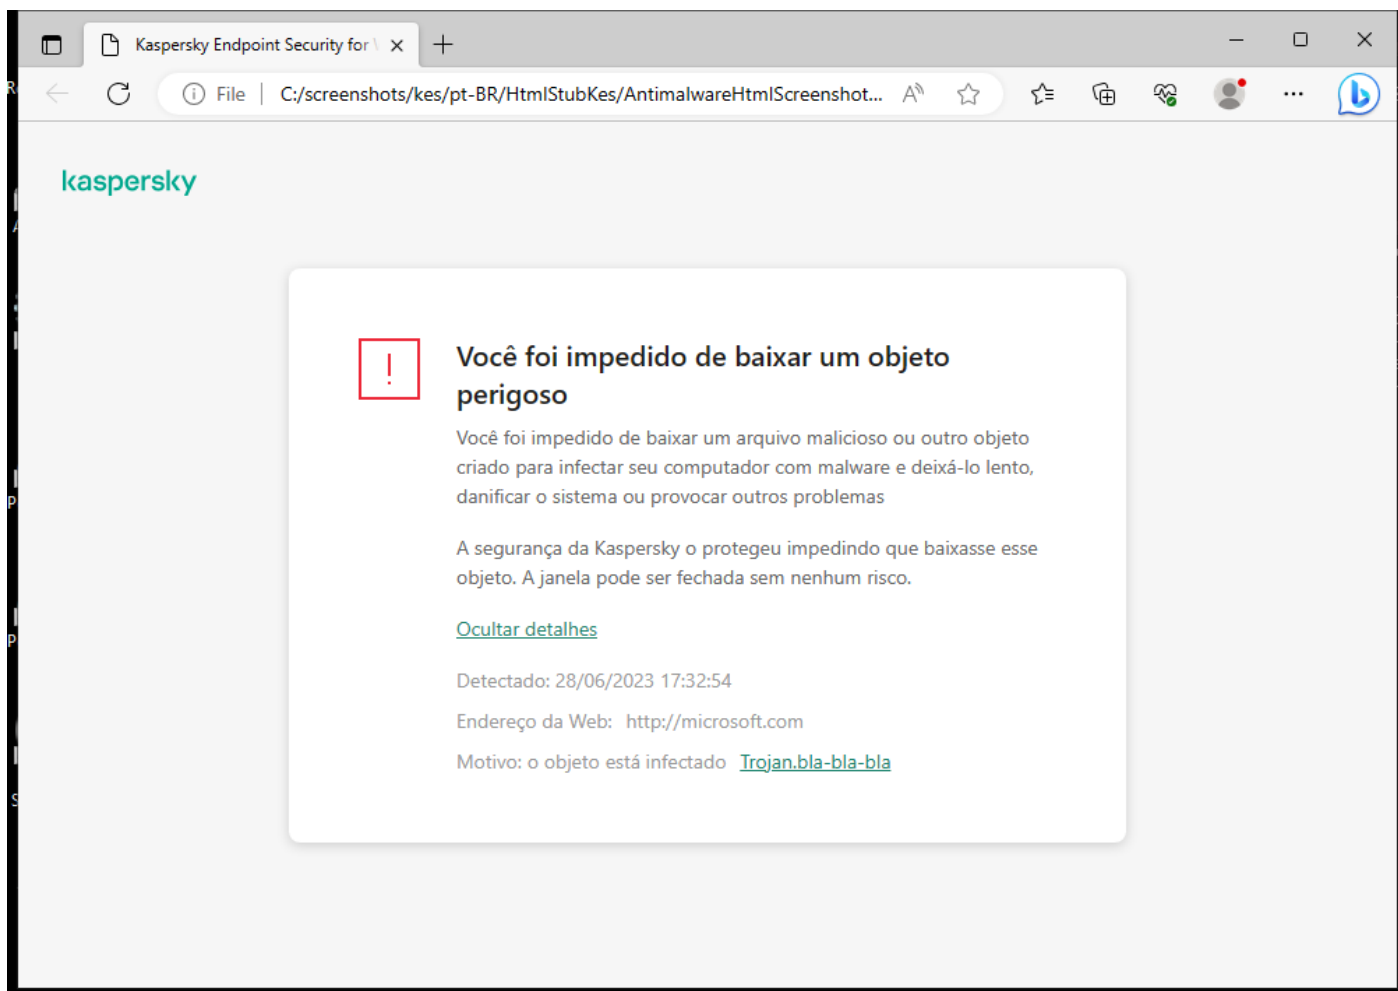 Kaspersky Endpoint Security for
File
C:/screenshots/kes/pt-BR/HtmlStubKes/AntimalwareHtmlScreenshot...
kaspersky
Você foi impedido de baixar um objeto
perigoso
Você foi impedido de baixar um arquivo malicioso ou outro objeto
criado para infectar seu computador com malware e deixá-lo lento,
danificar o sistema ou provocar outros problemas
A segurança da Kaspersky o protegeu impedindo que baixasse esse
objeto. A janela pode ser fechada sem nenhum risco.
Ocultar detalhes
Detectado: 28/06/2023 17:32:54
Endereço da Web: http://microsoft.com
Motivo: o objeto está infectado Trojan.bla-bla-bla